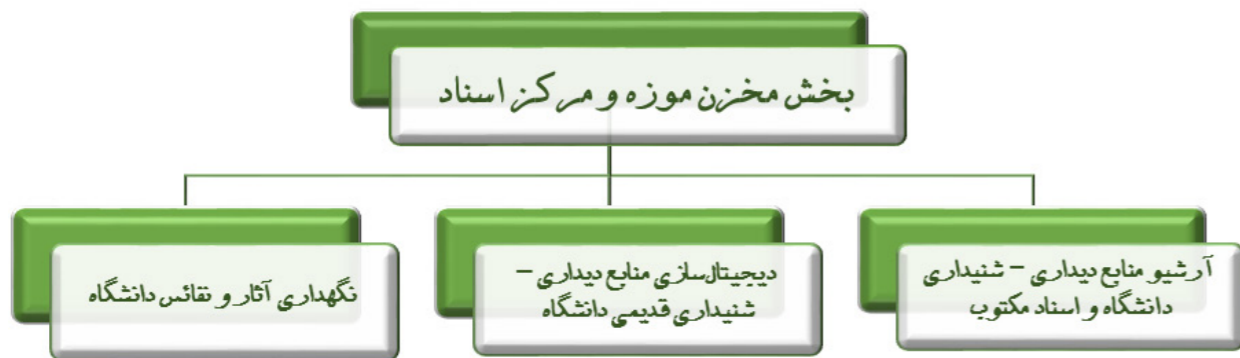 بخش مخزن موزه و مرکز اسناد
آرشیو منابع دیداری – شنیداری
دانشگاه و اسناد مکتوب
دیجیتال‌سازی منابع دیداری –
شنیداری قدیمی دانشگاه
نگهداری آثار و نفائس دانشگاه